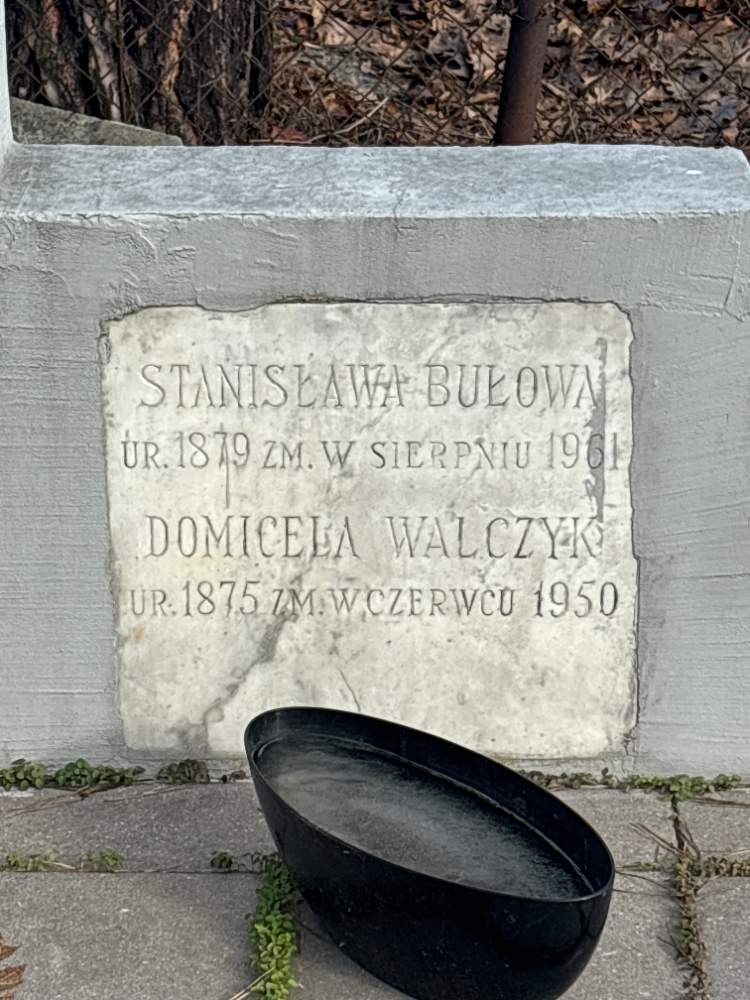 STANISŁAWA BUŁOWA
UR. 1879 ZM. W SIERPNIU 1961
DOMICELA WALCZYK
UR. 1875 ZM. W CZERWCU 1950